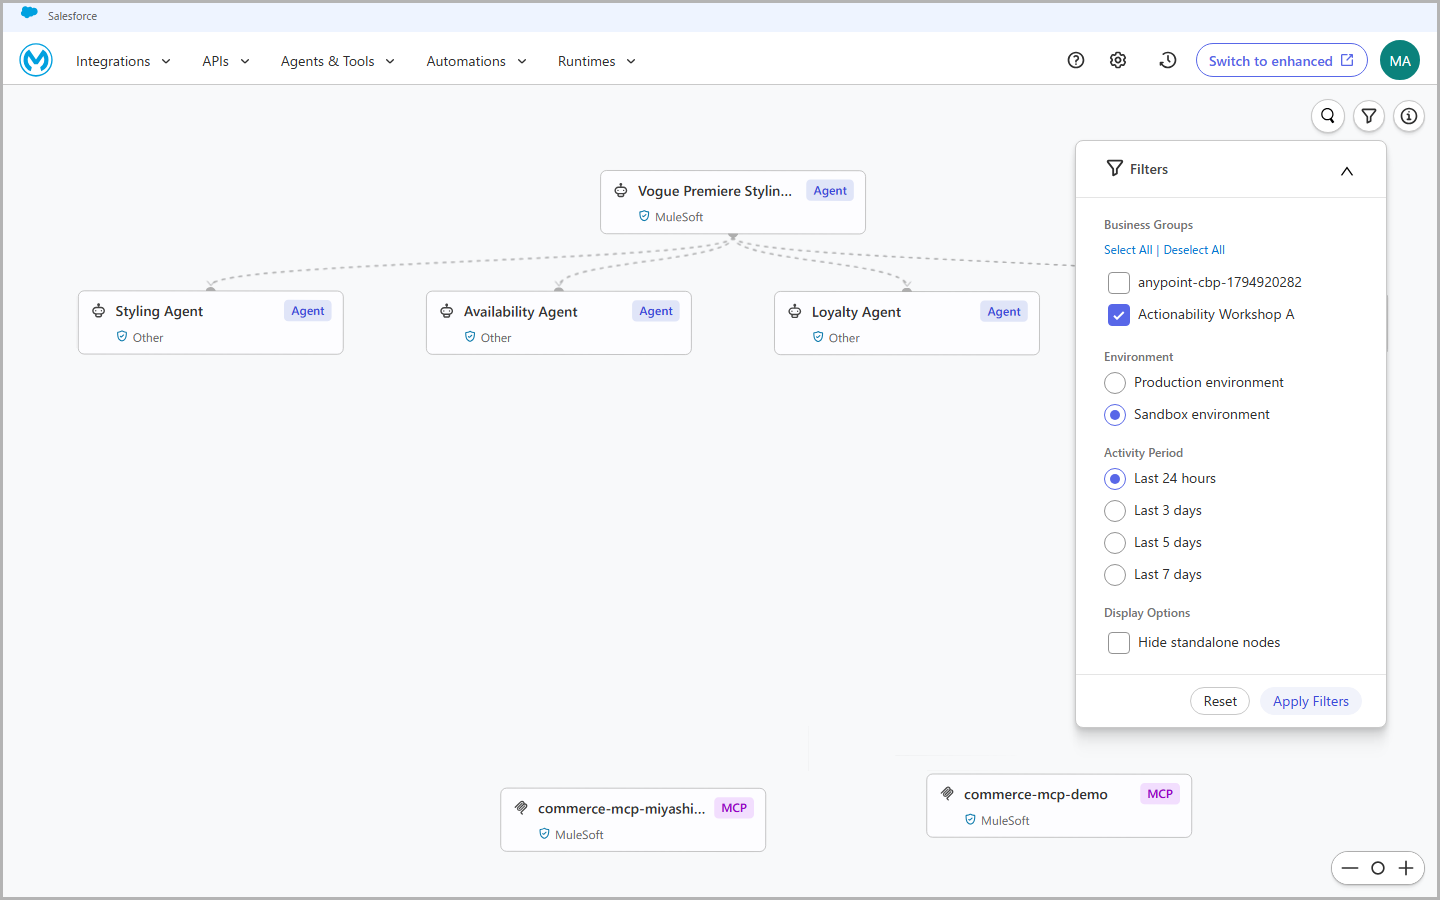 Salesforce
Integrations
APIs
Agents & Tools
Automations
Runtimes
Switch to enhanced
MA
Vogue Premiere Stylin...
Agent
MuleSoft
Styling Agent
Agent
Other
Availability Agent
Agent
Other
Loyalty Agent
Agent
Other
Filters
Business Groups
Select All | Deselect All
anypoint-cbp-1794920282
Actionability Workshop A
Environment
Production environment
Sandbox environment
Activity Period
Last 24 hours
Last 3 days
Last 5 days
Last 7 days
Display Options
Hide standalone nodes
Reset
Apply Filters
commerce-mcp-miyashi...
MCP
MuleSoft
commerce-mcp-demo
MCP
MuleSoft